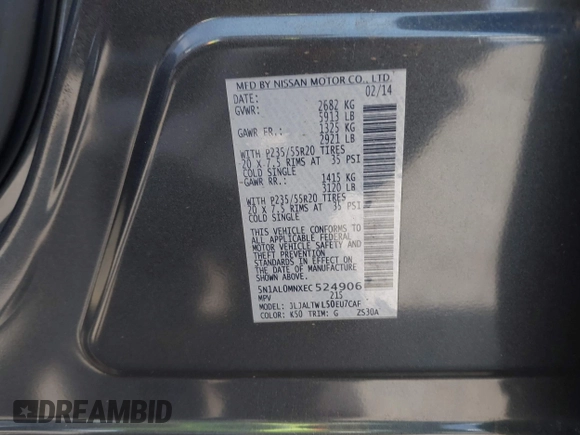 MFD BY NISSAN MOTOR CO., LTD.
DATE: 02/14
GVWR: 2682 KG
5913 LB
GAWR FR.: 1325 KG
2921 LB
WITH P235/55R20 TIRES
20 x 7.5 RIMS AT 35 PSI
COLD SINGLE
-GAWR RR.: 1415 KG
3120 LB
WITH P235/55R20 TIRES
20 x 7.5 RIMS AT 35 PSI
COLD SINGLE
THIS VEHICLE CONFORMS TO
ALL APPLICABLE FEDERAL
MOTOR VEHICLE SAFETY AND
THEFT PREVENTION
STANDARDS IN EFFECT ON
THE DATE OF MANUFACTURE
SHOWN ABOVE.
5N1AL0MNXEC524906
MPV 215
MODEL: JLJALTWL50EU7CAF
COLOR: K50 TRIM: G ZS30A
DREAMBID